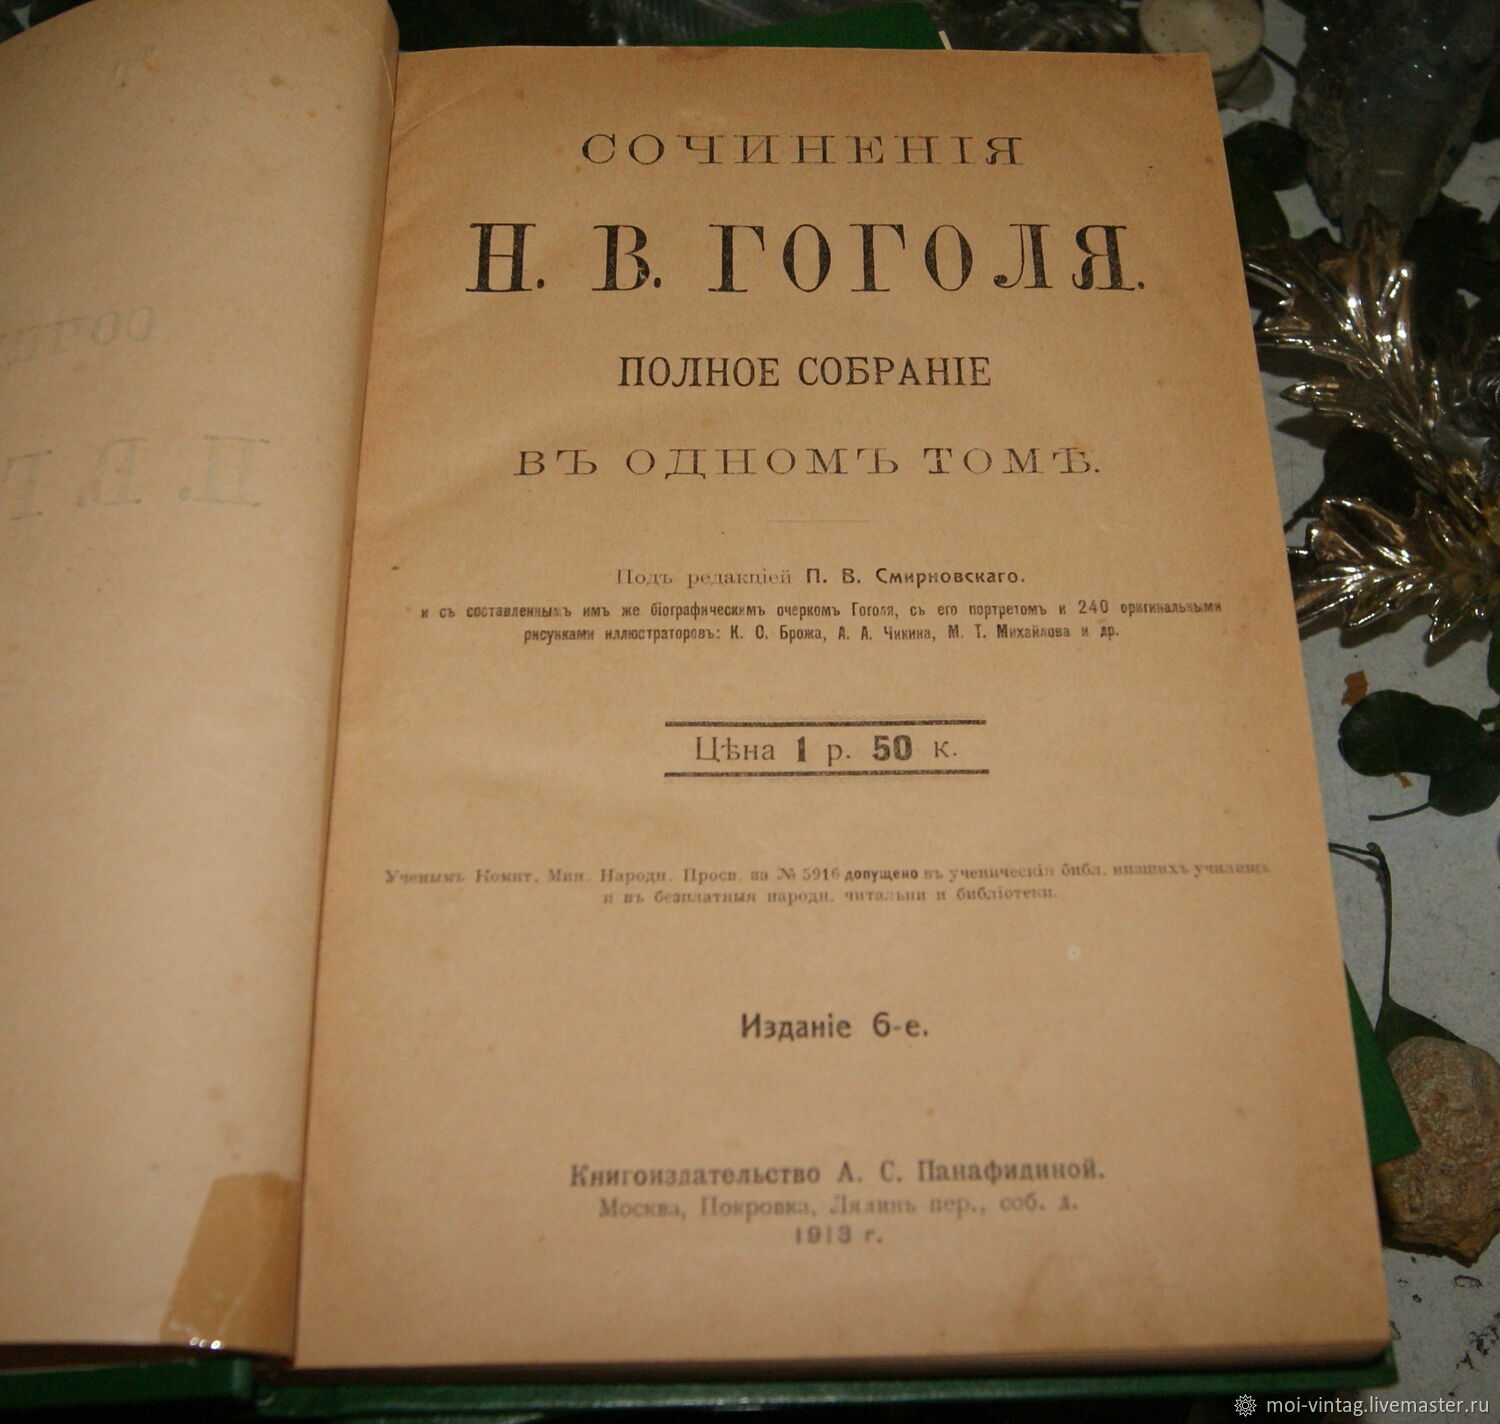 СОЧИНЕНІЯ
Н. В. ГОГОЛЯ.
ПОЛНОЕ СОБРАНІЕ
ВЪ ОДНОМЪ ТОМѢ.
Подъ редакціей П. В. Смирновскаго.
и съ составленнымъ имъ же біографическимъ очеркомъ Гоголя, съ его портретомъ и 240 оригинальными
рисунками иллюстраторовъ: К. О. Брожа, А. А. Чикина, М. Т. Михайлова и др.
Цѣна 1 р. 50 к.
Ученымъ Комит. Мин. Народн. Просв. за № 5916 допущено въ ученическія библ. низшихъ училищъ
и въ безплатныя народн. читальни и библіотеки.
Изданіе 6-е.
Книгоиздательство А. С. Панафидиной.
Москва, Покровка, Лялинъ пер., соб. д.
1913 г.
moi-vintag.livemaster.ru